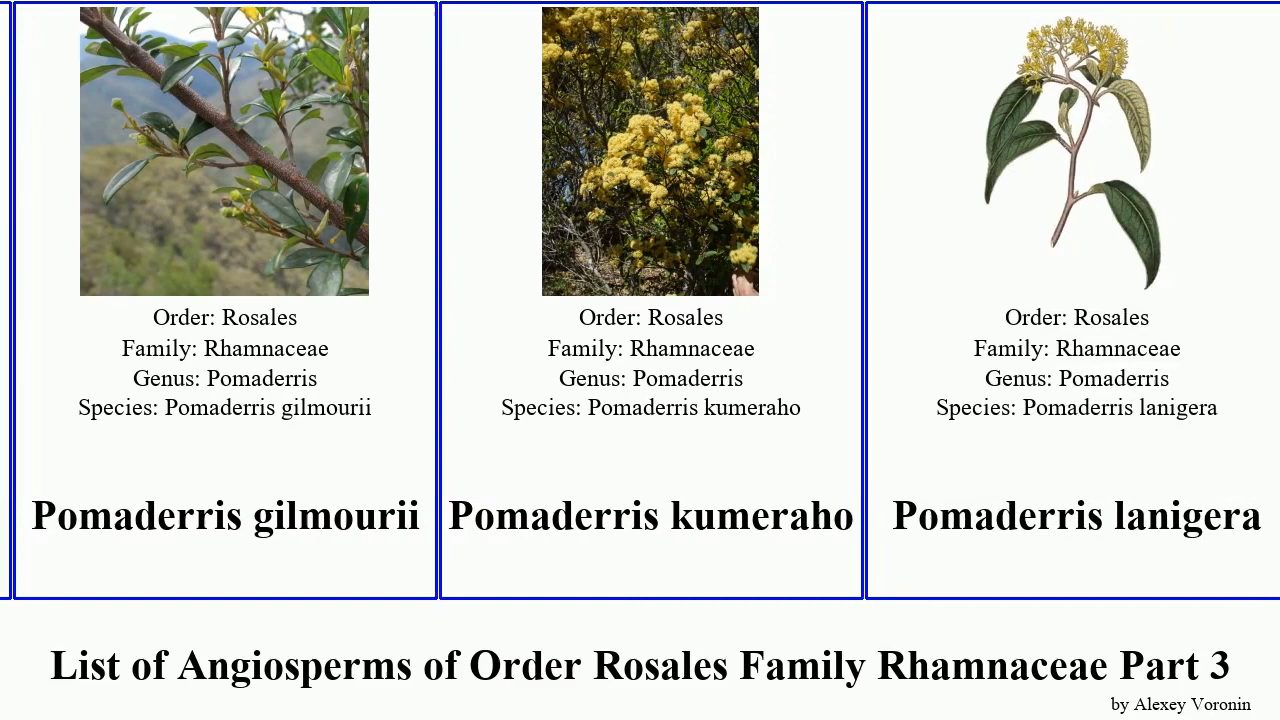 Order: Rosales
Family: Rhamnaceae
Genus: Pomaderris
Species: Pomaderris gilmourii
Pomaderris gilmourii
Order: Rosales
Family: Rhamnaceae
Genus: Pomaderris
Species: Pomaderris kumeraho
Pomaderris kumeraho
Order: Rosales
Family: Rhamnaceae
Genus: Pomaderris
Species: Pomaderris lanigera
Pomaderris lanigera
List of Angiosperms of Order Rosales Family Rhamnaceae Part 3
by Alexey Voronin